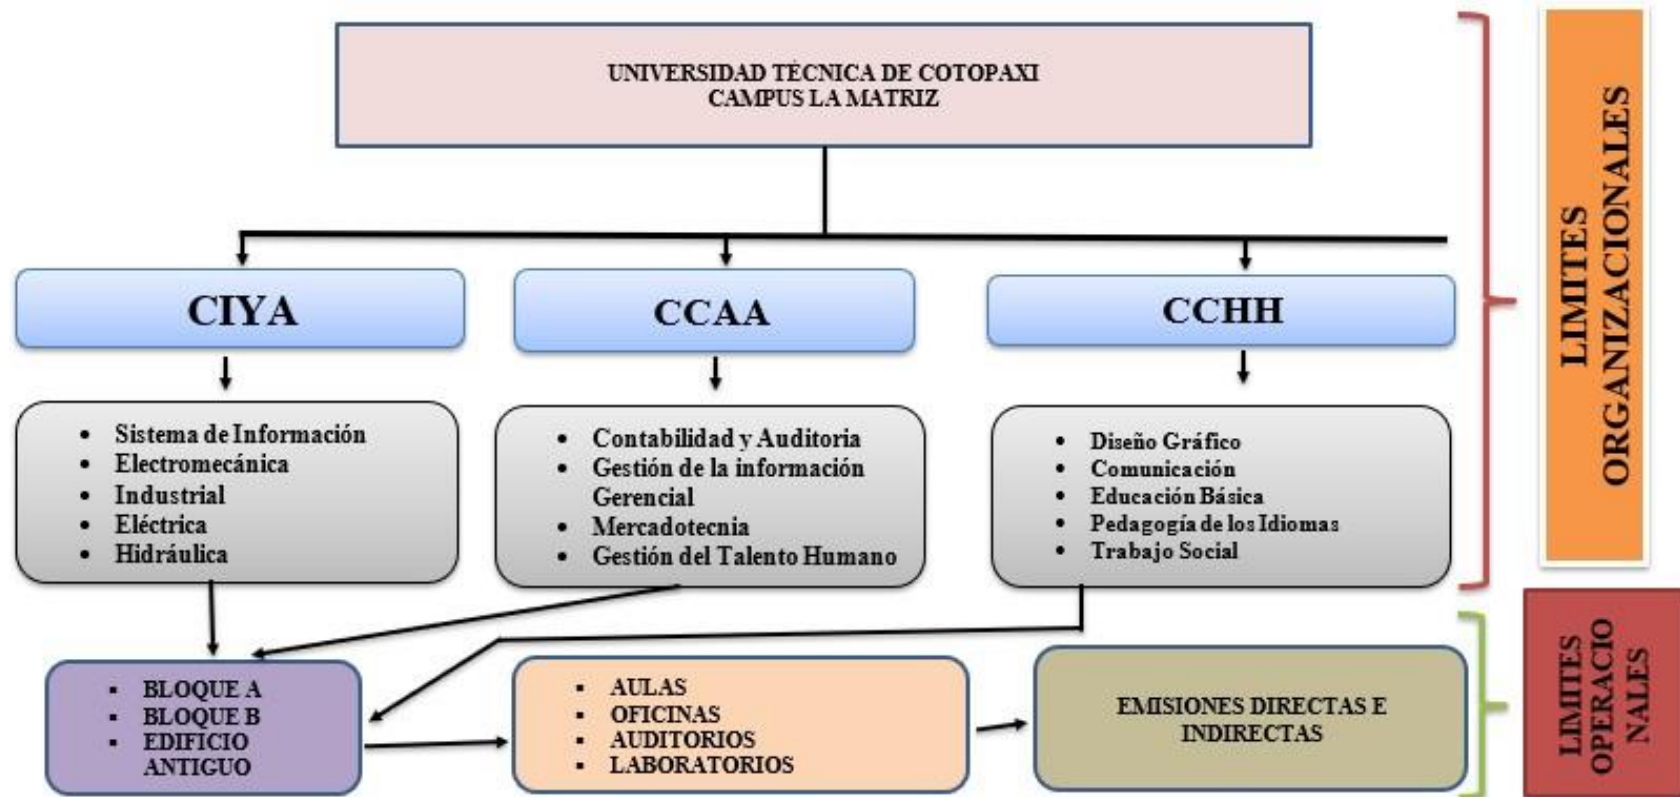 UNIVERSIDAD TÉCNICA DE COTOPAXI
CAMPUS LA MATRIZ
CIYA
CCAA
CCHH
• Sistema de Información
• Electromecánica
• Industrial
• Eléctrica
• Hidráulica
• Contabilidad y Auditoria
• Gestión de la información
Gerencial
• Mercadotecnia
• Gestión del Talento Humano
• Diseño Gráfico
• Comunicación
• Educación Básica
• Pedagogía de los Idiomas
• Trabajo Social
LIMITES
ORGANIZACIONALES
▪ BLOQUE A
▪ BLOQUE B
▪ EDIFICIO
ANTIGUO
▪ AULAS
▪ OFICINAS
▪ AUDITORIOS
▪ LABORATORIOS
EMISIONES DIRECTAS E
INDIRECTAS
LIMITES
OPERACIO
NALES